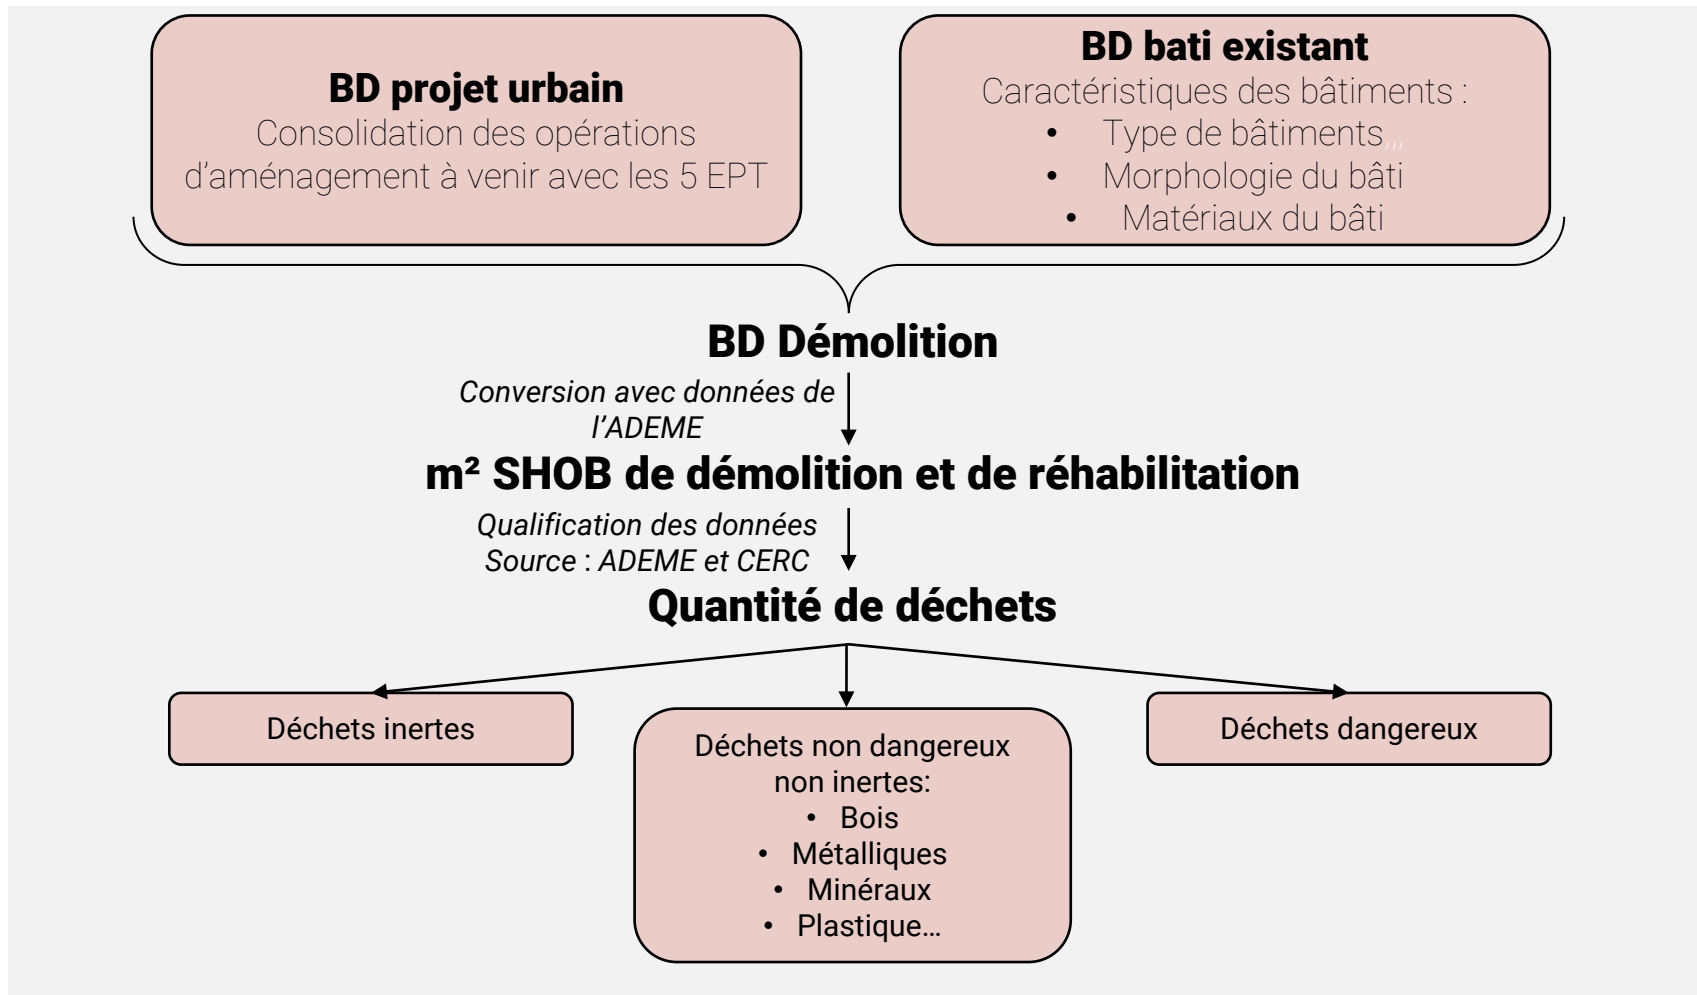 BD projet urbain
Consolidation des opérations
d’aménagement à venir avec les 5 EPT
BD bati existant
Caractéristiques des bâtiments :
• Type de bâtiments,,,
• Morphologie du bâti
• Matériaux du bâti
BD Démolition
Conversion avec données de
l’ADEME
m² SHOB de démolition et de réhabilitation
Qualification des données
Source : ADEME et CERC
Quantité de déchets
Déchets inertes
Déchets non dangereux
non inertes:
• Bois
• Métalliques
• Minéraux
• Plastique…
Déchets dangereux